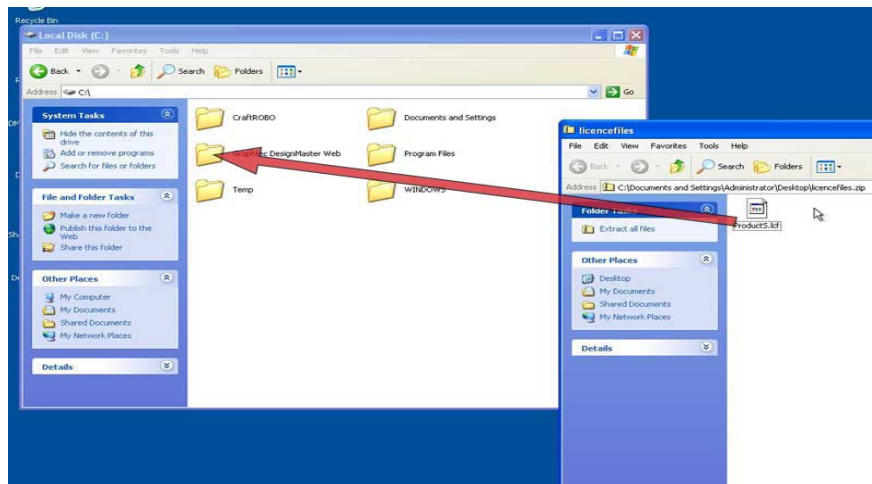 Recycle Bin
Local Disk (C:)
File Edit View Favorites Tools Help
Back Search Folders
Address C:\ Go
System Tasks
Hide the contents of this
drive
Add or remove programs
Search for files or folders
File and Folder Tasks
Make a new folder
Publish this folder to the
Web
Share this folder
Other Places
My Computer
My Documents
Shared Documents
My Network Places
Details
CraftROBO
Documents and Settings
Graphtec DesignMaster Web
Program Files
Temp
WINDOWS
licencefiles
File Edit View Favorites Tools Help
Back Search Folders
Address C:\Documents and Settings\Administrator\Desktop\licencefiles.zip
Folder Tasks
Extract all files
Other Places
Desktop
My Documents
Shared Documents
My Network Places
Details
Product5.lcf